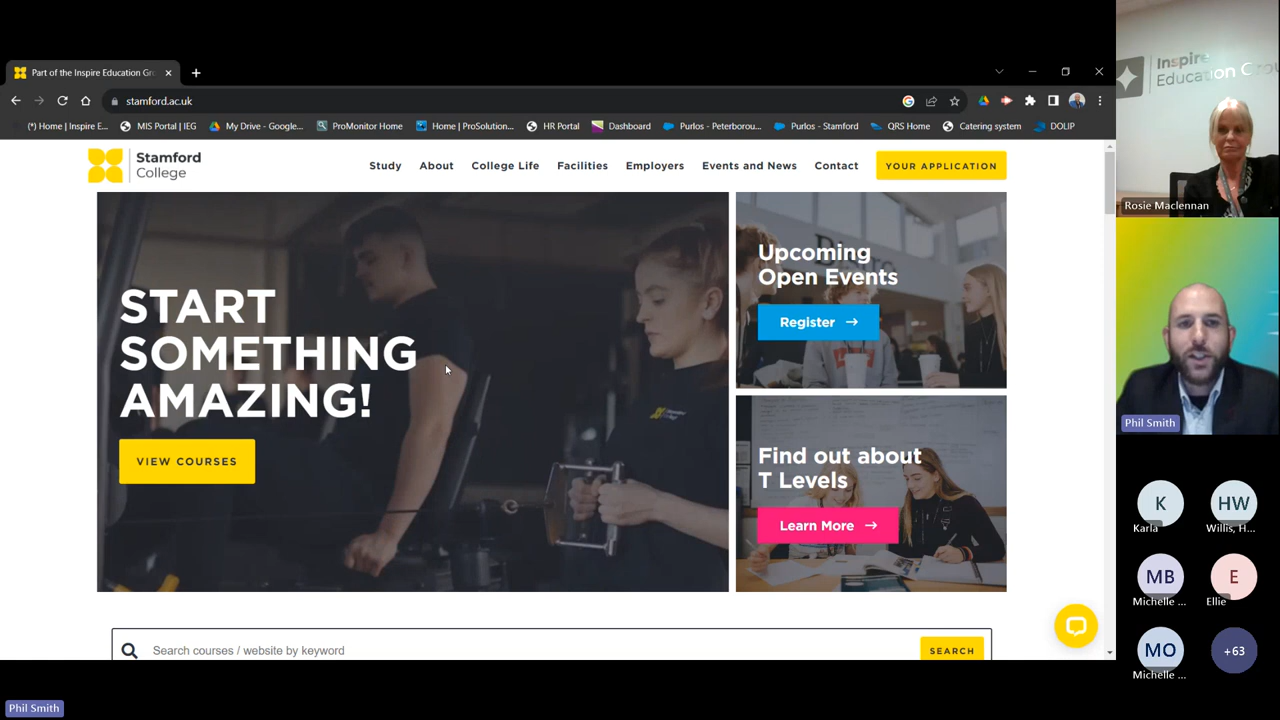 Part of the Inspire Education Gr
stamford.ac.uk
(*) Home | Inspire E...
MIS Portal | IEG
My Drive - Google...
ProMonitor Home
Home | ProSolution...
HR Portal
Dashboard
Purlos - Peterborou...
Purlos - Stamford
QRS Home
Catering system
DOLIP
Stamford
College
Study
About
College Life
Facilities
Employers
Events and News
Contact
YOUR APPLICATION
START
SOMETHING
AMAZING!
VIEW COURSES
Upcoming
Open Events
Register →
Find out about
T Levels
Learn More →
Search courses / website by keyword
SEARCH
Inspire
Education Gro
Rosie Maclennan
Phil Smith
K
Karla
HW
Willis, H...
MB
Michelle ...
E
Ellie
MO
Michelle ...
+63
Phil Smith